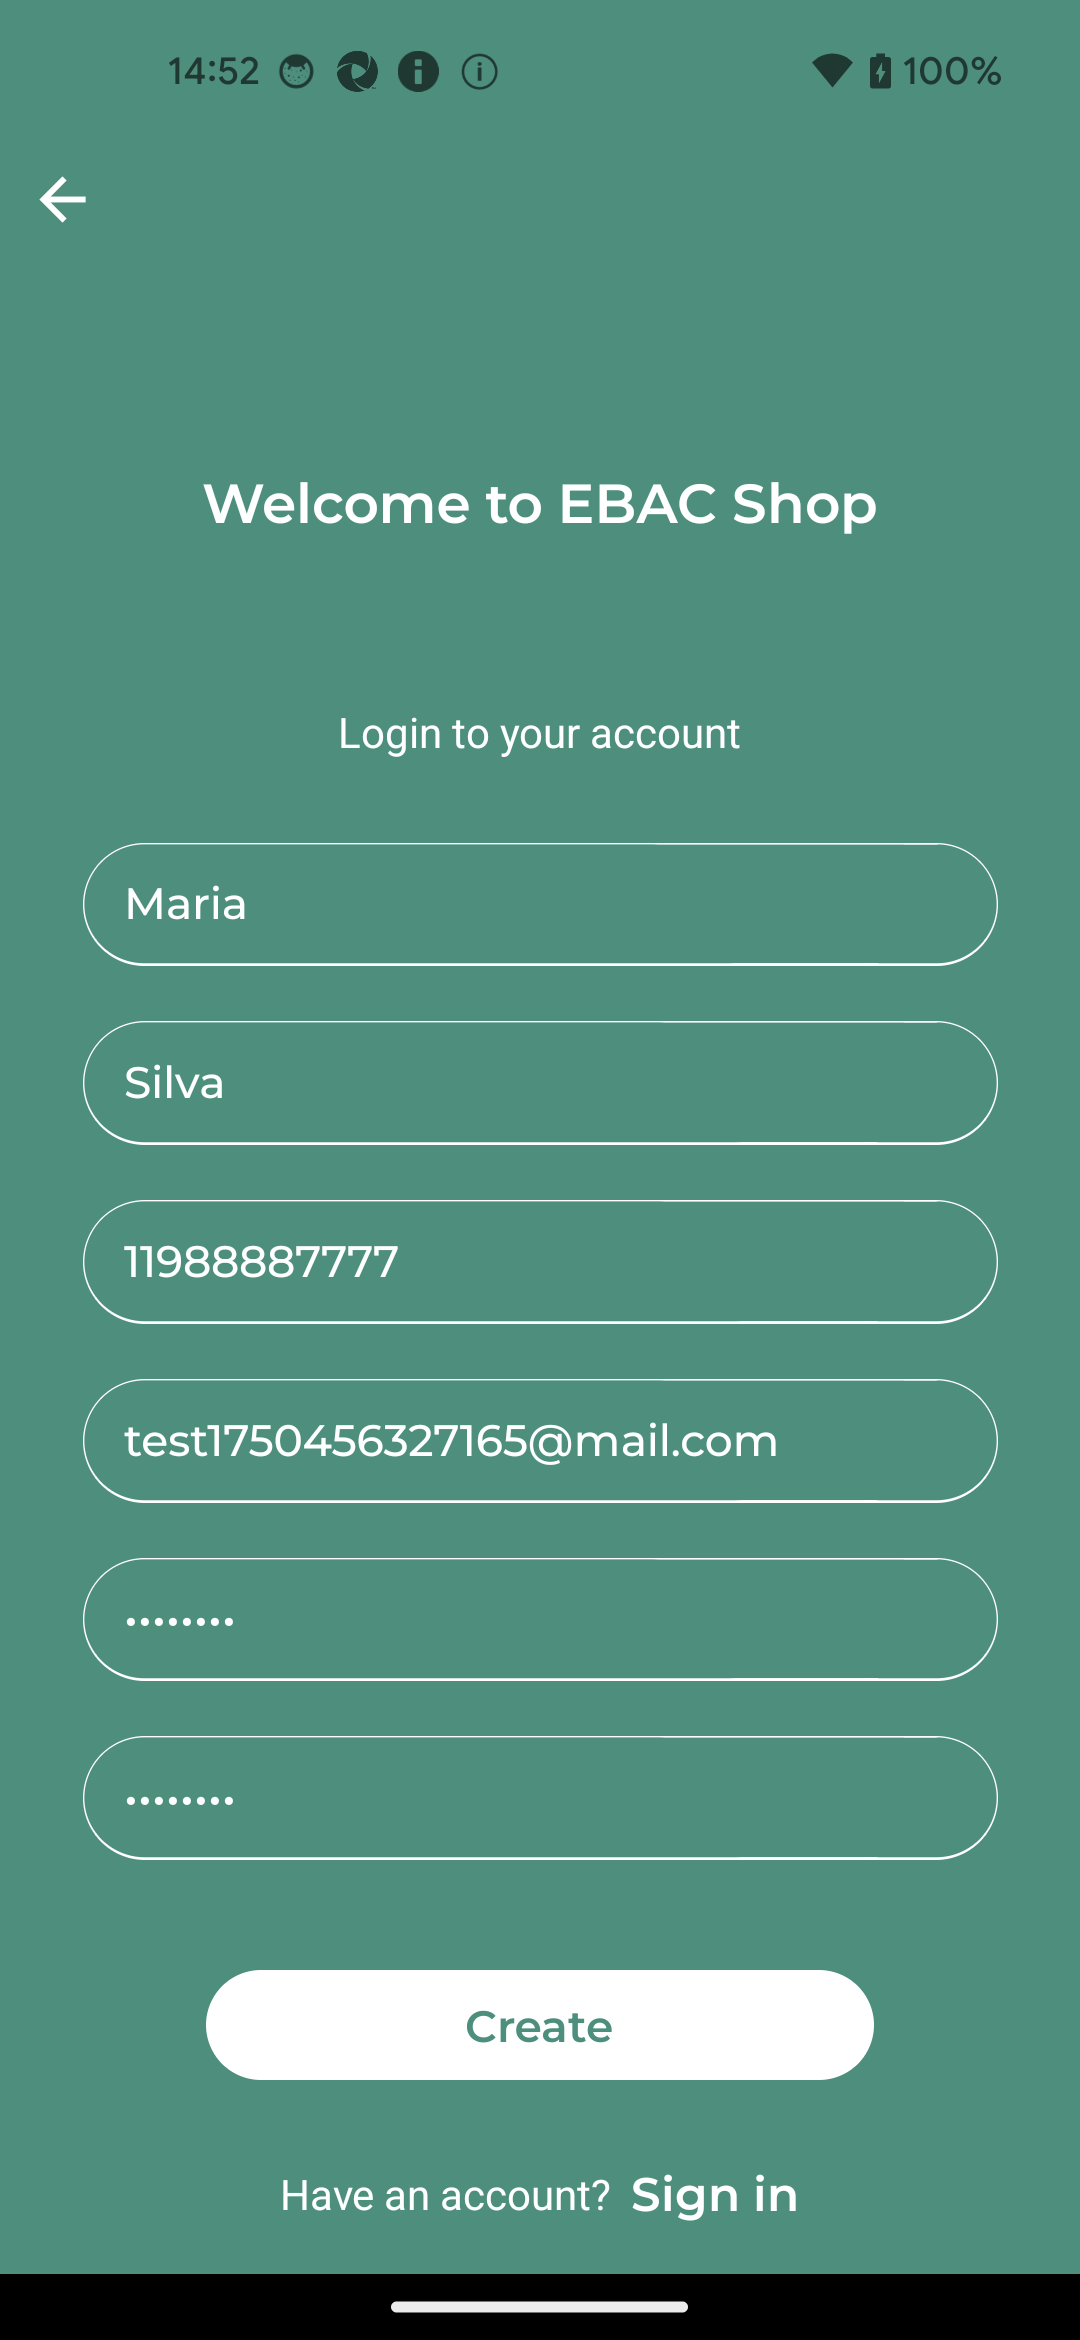 14:52 100%
Welcome to EBAC Shop
Login to your account
Maria
Silva
11988887777
test1750456327165@mail.com
••••••••
••••••••
Create
Have an account? Sign in